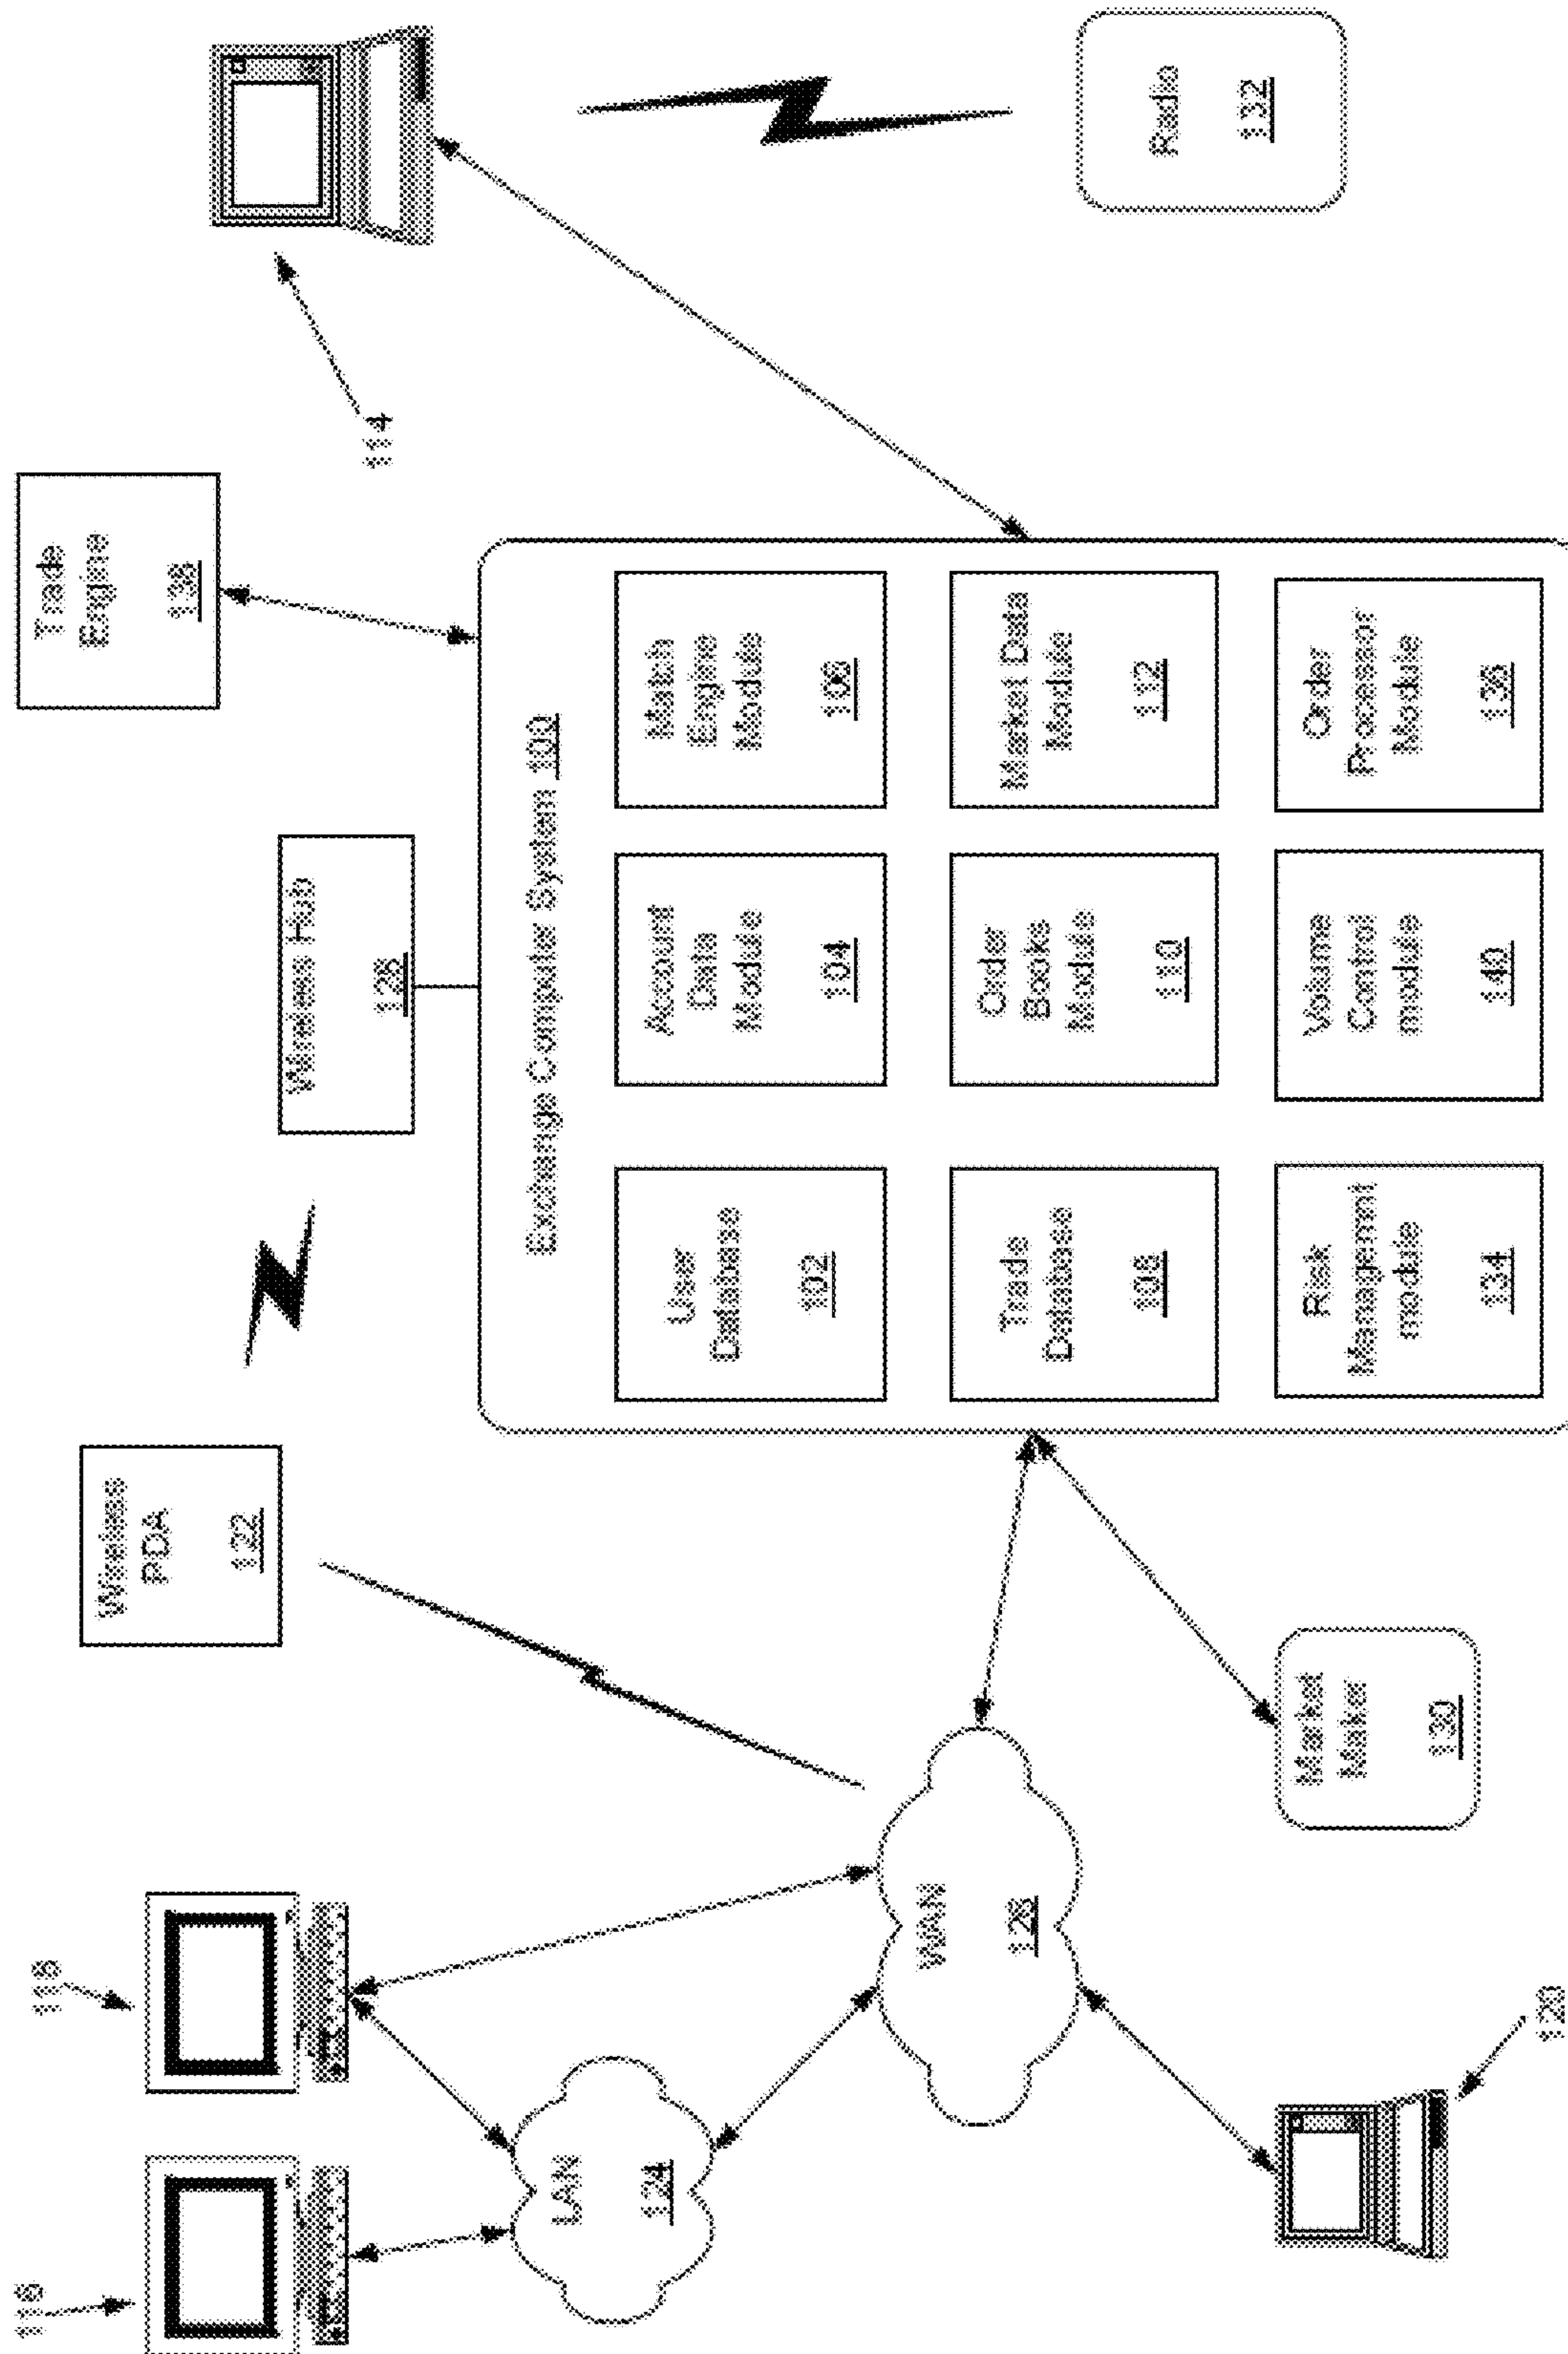 116
118
Wireless
PDA
122
Wireless Hub
128
Trade
Engine
138
114
LAN
124
WAN
126
120
Market
Maker
130
Exchange Computer System 100
User
Database
102
Account
Data
Module
104
Match
Engine
Module
106
Trade
Database
108
Order
Books
Module
110
Market Data
Module
112
Risk
Managemnt
module
134
Volume
Control
module
140
Order
Processor
Module
136
Radio
132